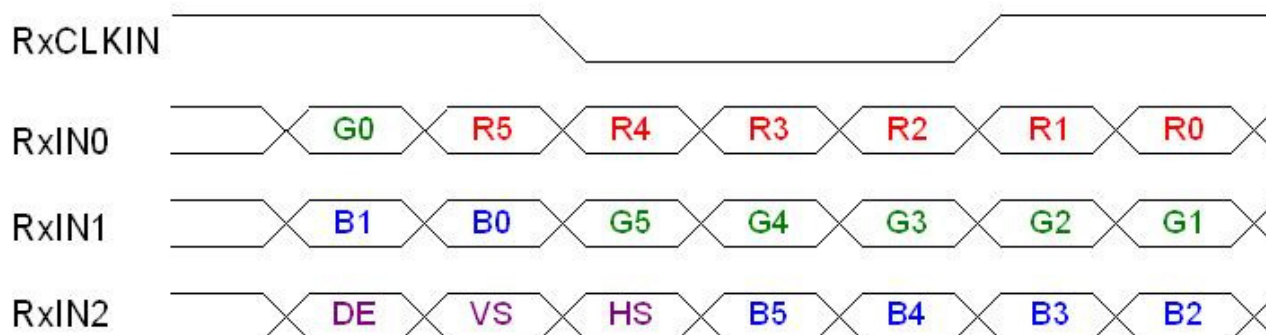 RxCLKIN
RxIN0 G0 R5 R4 R3 R2 R1 R0
RxIN1 B1 B0 G5 G4 G3 G2 G1
RxIN2 DE VS HS B5 B4 B3 B2